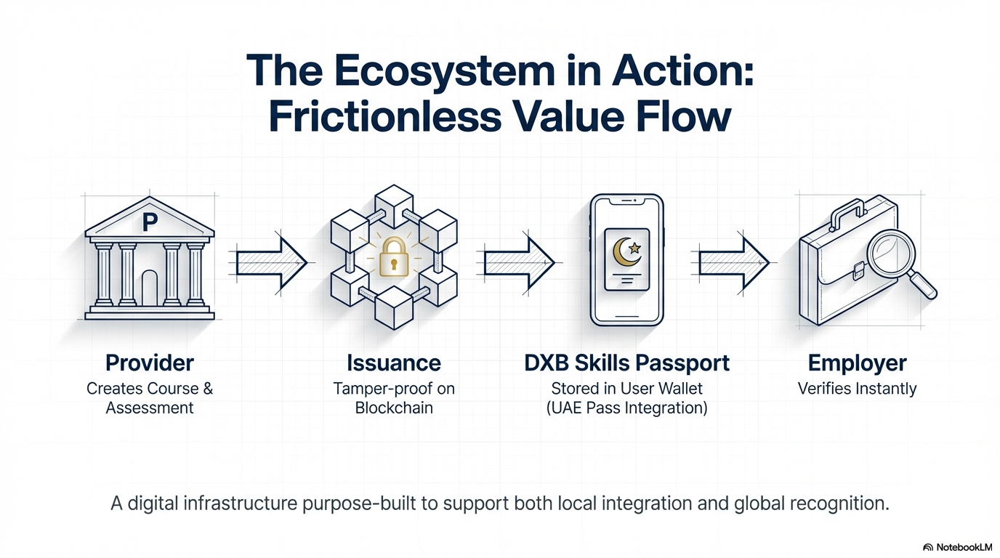 The Ecosystem in Action:
Frictionless Value Flow
P
Provider
Creates Course &
Assessment
Issuance
Tamper-proof on
Blockchain
DXB Skills Passport
Stored in User Wallet
(UAE Pass Integration)
Employer
Verifies Instantly
A digital infrastructure purpose-built to support both local integration and global recognition.
NotebookLM